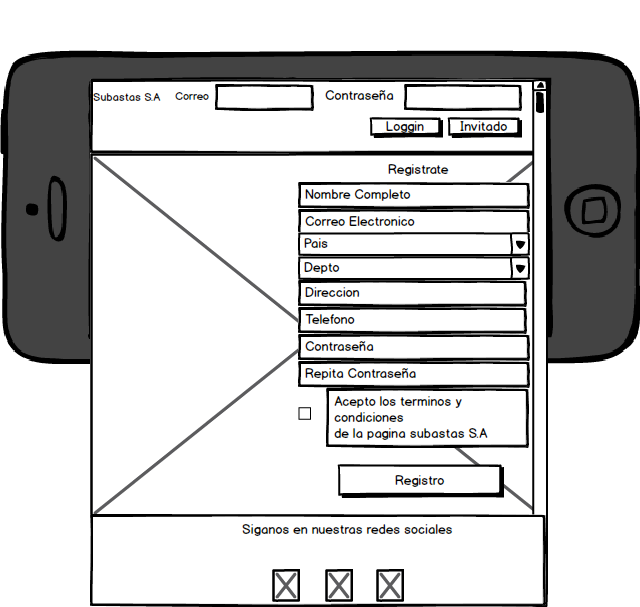 Subastas S.A Correo Contraseña
Loggin Invitado
Registrate
Nombre Completo
Correo Electronico
Pais
Depto
Direccion
Telefono
Contraseña
Repita Contraseña
Acepto los terminos y
condiciones
de la pagina subastas S.A
Registro
Siganos en nuestras redes sociales